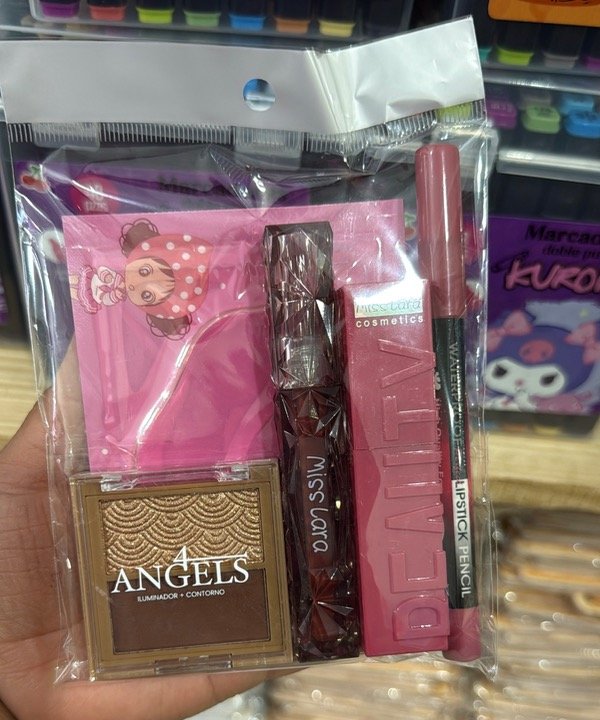 Marcad
doble pu
KURO
Miss Lara
cosmetics
BEAUTY
Miss Lara
WATERPROOF
LIPSTICK PENCIL
4
ANGELS
ILUMINADOR + CONTORNO